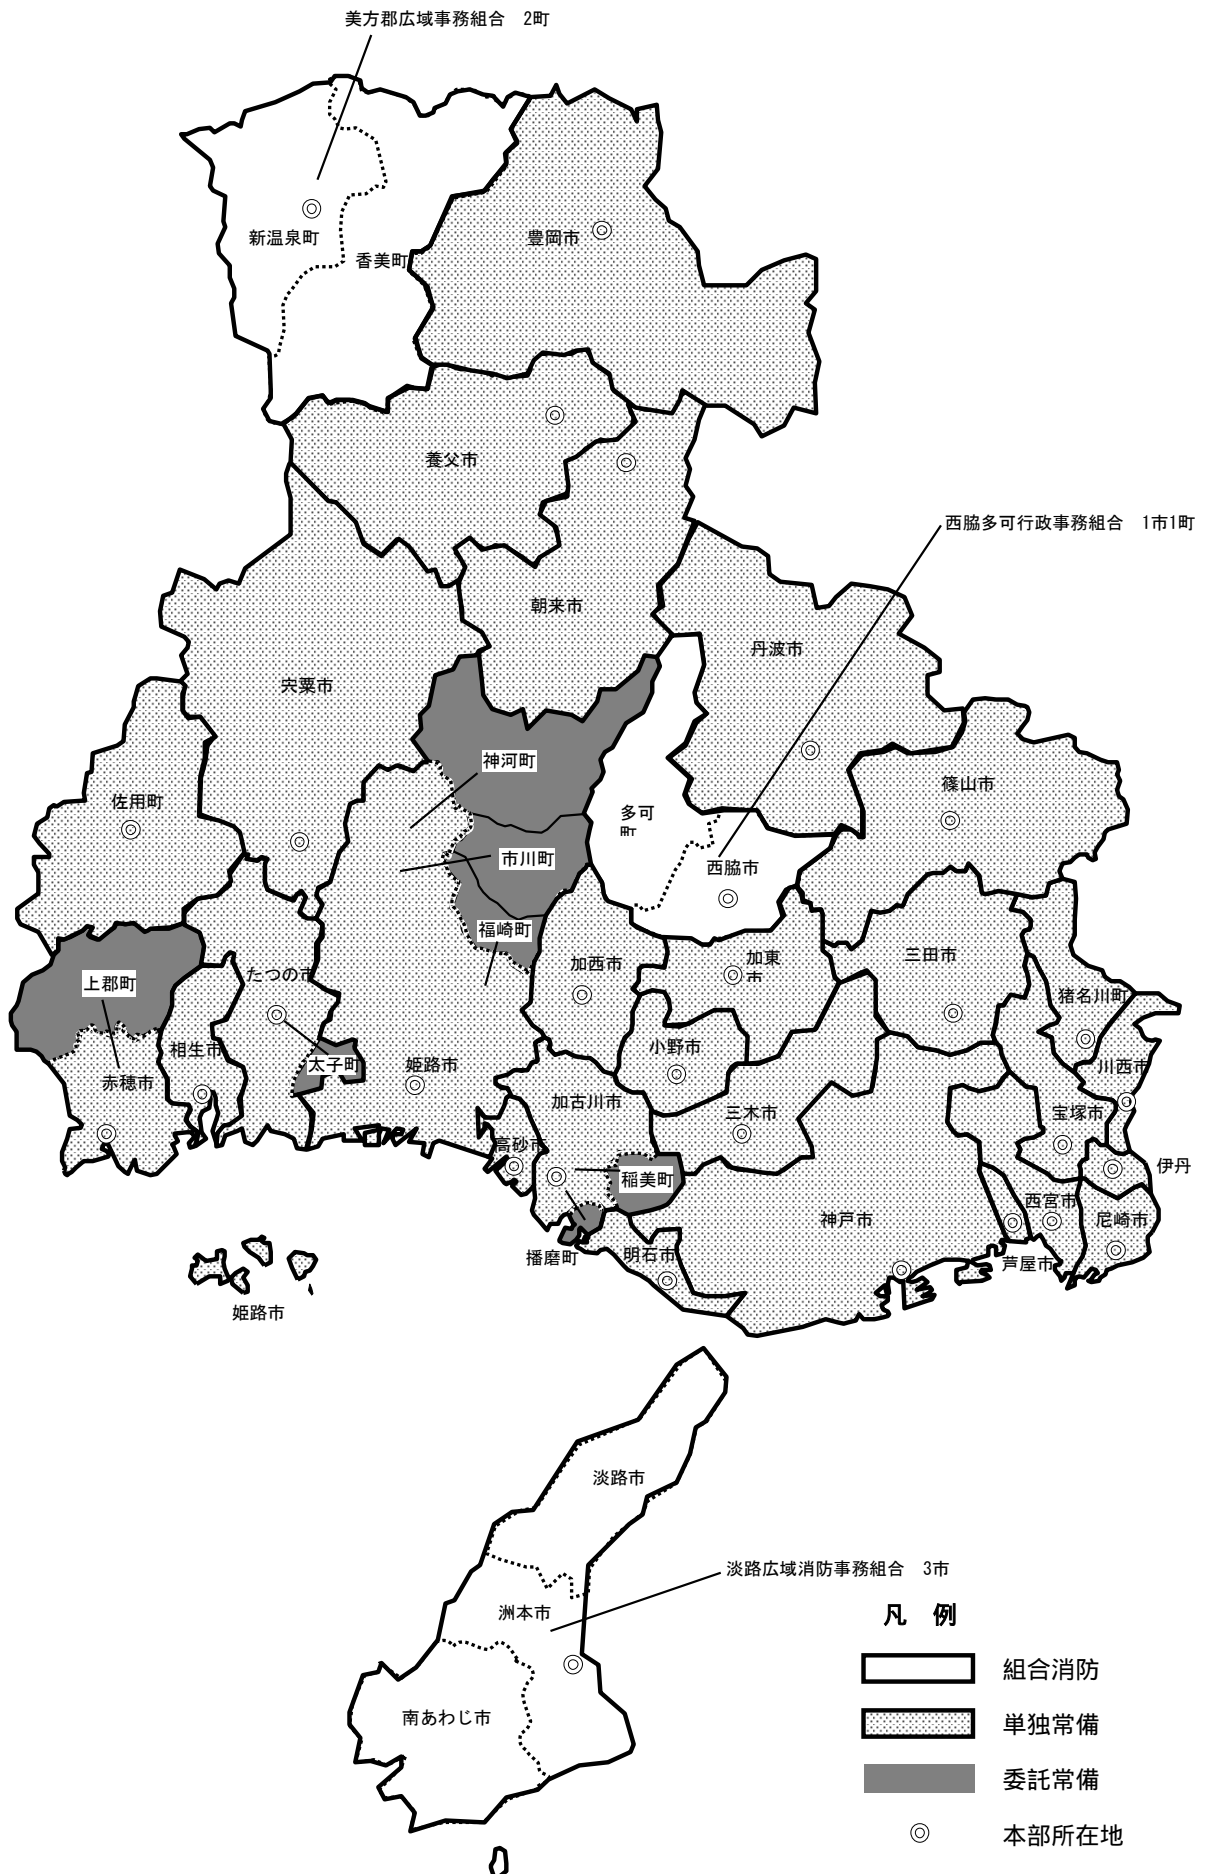 美方郡広域事務組合　2町
新温泉町
香美町
豊岡市
養父市
西脇多可行政事務組合　1市1町
朝来市
丹波市
宍粟市
神河町
篠山市
佐用町
多可
町
市川町
西脇市
福崎町
加西市
加東
市
三田市
上郡町
たつの市
猪名川町
相生市
太子町
姫路市
小野市
川西市
赤穂市
加古川市
三木市
宝塚市
高砂市
伊丹
稲美町
西宮市
神戸市
尼崎市
播磨町
明石市
芦屋市
姫路市
淡路市
淡路広域消防事務組合　3市
洲本市
南あわじ市
凡　例
組合消防
単独常備
委託常備
本部所在地